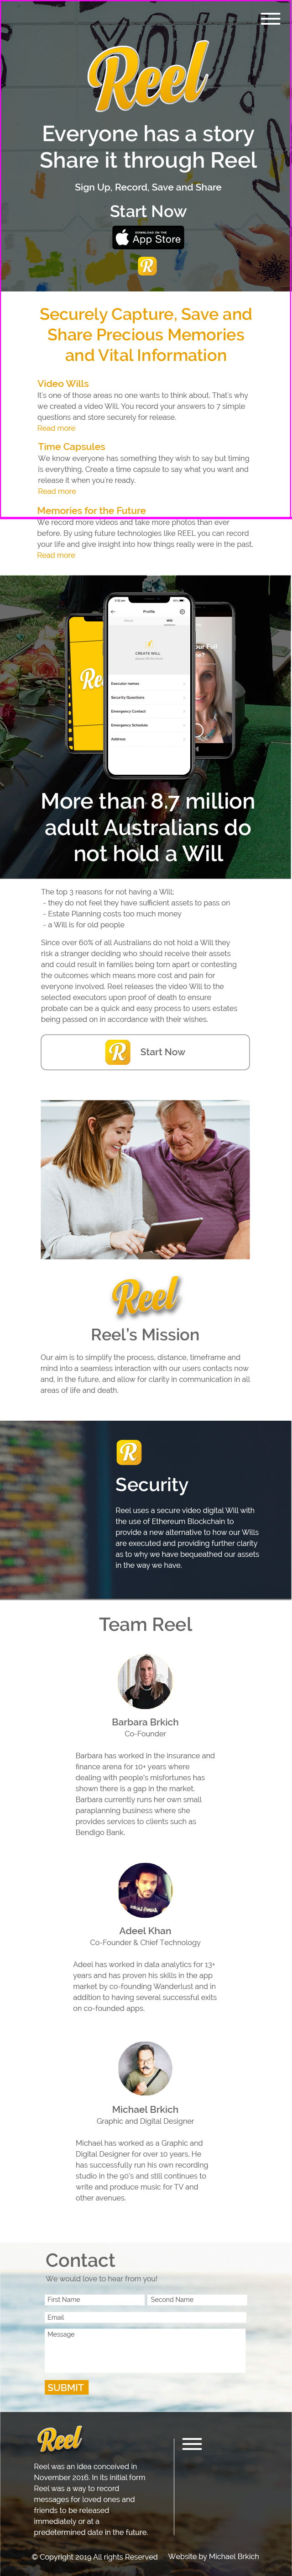 Reel
Everyone has a story
Share it through Reel
Sign Up, Record, Save and Share
Start Now
DOWNLOAD ON THE
App Store
R
Securely Capture, Save and
Share Precious Memories
and Vital Information
Video Wills
It's one of those areas no one wants to think about. That's why
we created a video Will. You record your answers to 7 simple
questions and store securely for release.
Read more
Time Capsules
We know everyone has something they wish to say but timing
is everything. Create a time capsule to say what you want and
release it when you're ready.
Read more
Memories for the Future
We record more videos and take more photos than ever
before. By using future technologies like REEL you can record
your life and give insight into how things really were in the past.
Read more
Profile
Will
CREATE WILL
Executor names
Security Questions
Emergency Contact
Emergency Schedule
Address
More than 8.7 million
adult Australians do
not hold a Will
The top 3 reasons for not having a Will;
- they do not feel they have sufficient assets to pass on
- Estate Planning costs too much money
- a Will is for old people
Since over 60% of all Australians do not hold a Will they
risk a stranger deciding who should receive their assets
and could result in families being torn apart or contesting
the outcomes which means more cost and pain for
everyone involved. Reel releases the video Will to the
selected executors upon proof of death to ensure
probate can be a quick and easy process to users estates
being passed on in accordance with their wishes.
R
Start Now
Reel
Reel's Mission
Our aim is to simplify the process, distance, timeframe and
mind into a seamless interaction with our users contacts now
and, in the future, and allow for clarity in communication in all
areas of life and death.
R
Security
Reel uses a secure video digital Will with
the use of Ethereum Blockchain to
provide a new alternative to how our Wills
are executed and providing further clarity
as to why we have bequeathed our assets
in the way we have.
Team Reel
Barbara Brkich
Co-Founder
Barbara has worked in the insurance and
finance arena for 10+ years where
dealing with people's misfortunes has
shown there is a gap in the market.
Barbara currently runs her own small
paraplanning business where she
provides services to clients such as
Bendigo Bank.
Adeel Khan
Co-Founder & Chief Technology
Adeel has worked in data analytics for 13+
years and has proven his skills in the app
market by co-founding Wanderlust and in
addition to having several successful exits
on co-founded apps.
Michael Brkich
Graphic and Digital Designer
Michael has worked as a Graphic and
Digital Designer for over 10 years. He
has successfully run his own recording
studio in the 90's and still continues to
write and produce music for TV and
other avenues.
Contact
We would love to hear from you!
First Name
Second Name
Email
Message
SUBMIT
Reel
Reel was an Idea conceived in
November 2016. In its initial form
Reel was a way to record
messages for loved ones and
friends to be released
immediately or at a
predetermined date in the future.
© Copyright 2019 All rights Reserved
Website by Michael Brkich